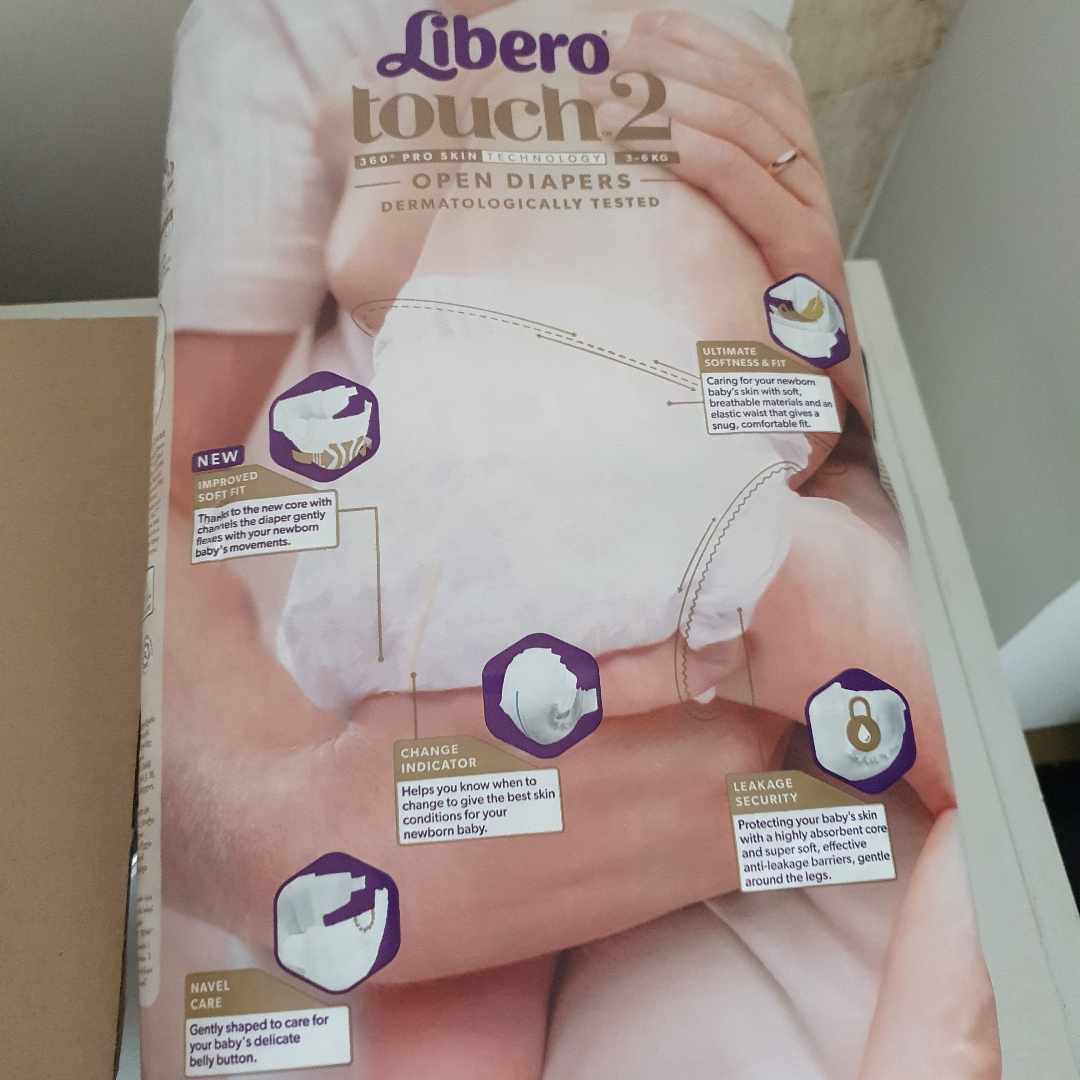 Libero
touch 2
360° PRO SKIN TECHNOLOGY 3-6 KG
OPEN DIAPERS
DERMATOLOGICALLY TESTED
ULTIMATE
SOFTNESS & FIT
Caring for your newborn
baby's skin with soft,
breathable materials and an
elastic waist that gives a
snug, comfortable fit.
NEW
IMPROVED
SOFT FIT
Thanks to the new core with
channels the diaper gently
flexes with your newborn
baby's movements.
CHANGE
INDICATOR
Helps you know when to
change to give the best skin
conditions for your
newborn baby.
LEAKAGE
SECURITY
Protecting your baby's skin
with a highly absorbent core
and super soft, effective
anti-leakage barriers, gentle
around the legs.
NAVEL
CARE
Gently shaped to care for
your baby's delicate
belly button.